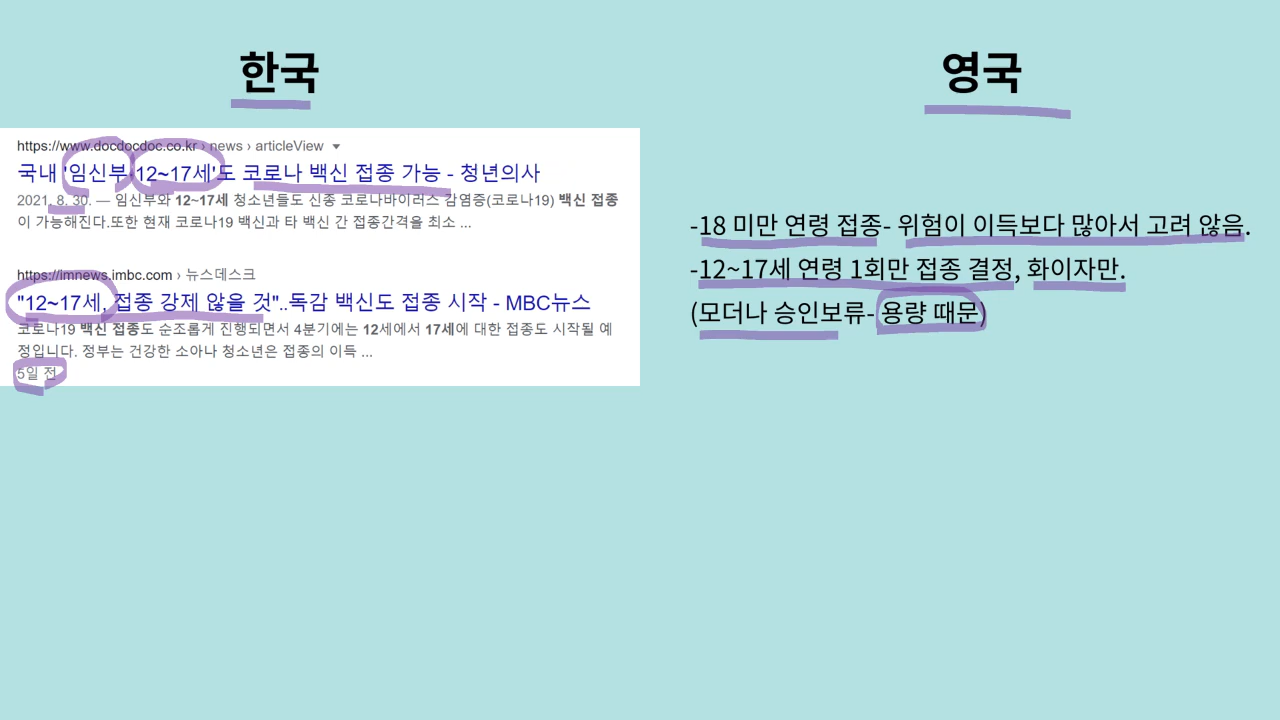 한국
https://www.docdocdoc.co.kr › news › articleView ▼
국내 '임신부·12~17세'도 코로나 백신 접종 가능 - 청년의사
2021. 8. 30. — 임신부와 12~17세 청소년들도 신종 코로나바이러스 감염증(코로나19) 백신 접종
이 가능해진다.또한 현재 코로나19 백신과 타 백신 간 접종간격을 최소 ...
https://imnews.imbc.com › 뉴스데스크
"12~17세, 접종 강제 않을 것"..독감 백신도 접종 시작 - MBC뉴스
코로나19 백신 접종도 순조롭게 진행되면서 4분기에는 12세에서 17세에 대한 접종도 시작될 예
정입니다. 정부는 건강한 소아나 청소년은 접종의 이득 ...
5일 전
영국
-18 미만 연령 접종- 위험이 이득보다 많아서 고려 않음.
-12~17세 연령 1회만 접종 결정, 화이자만.
(모더나 승인보류- 용량 때문)